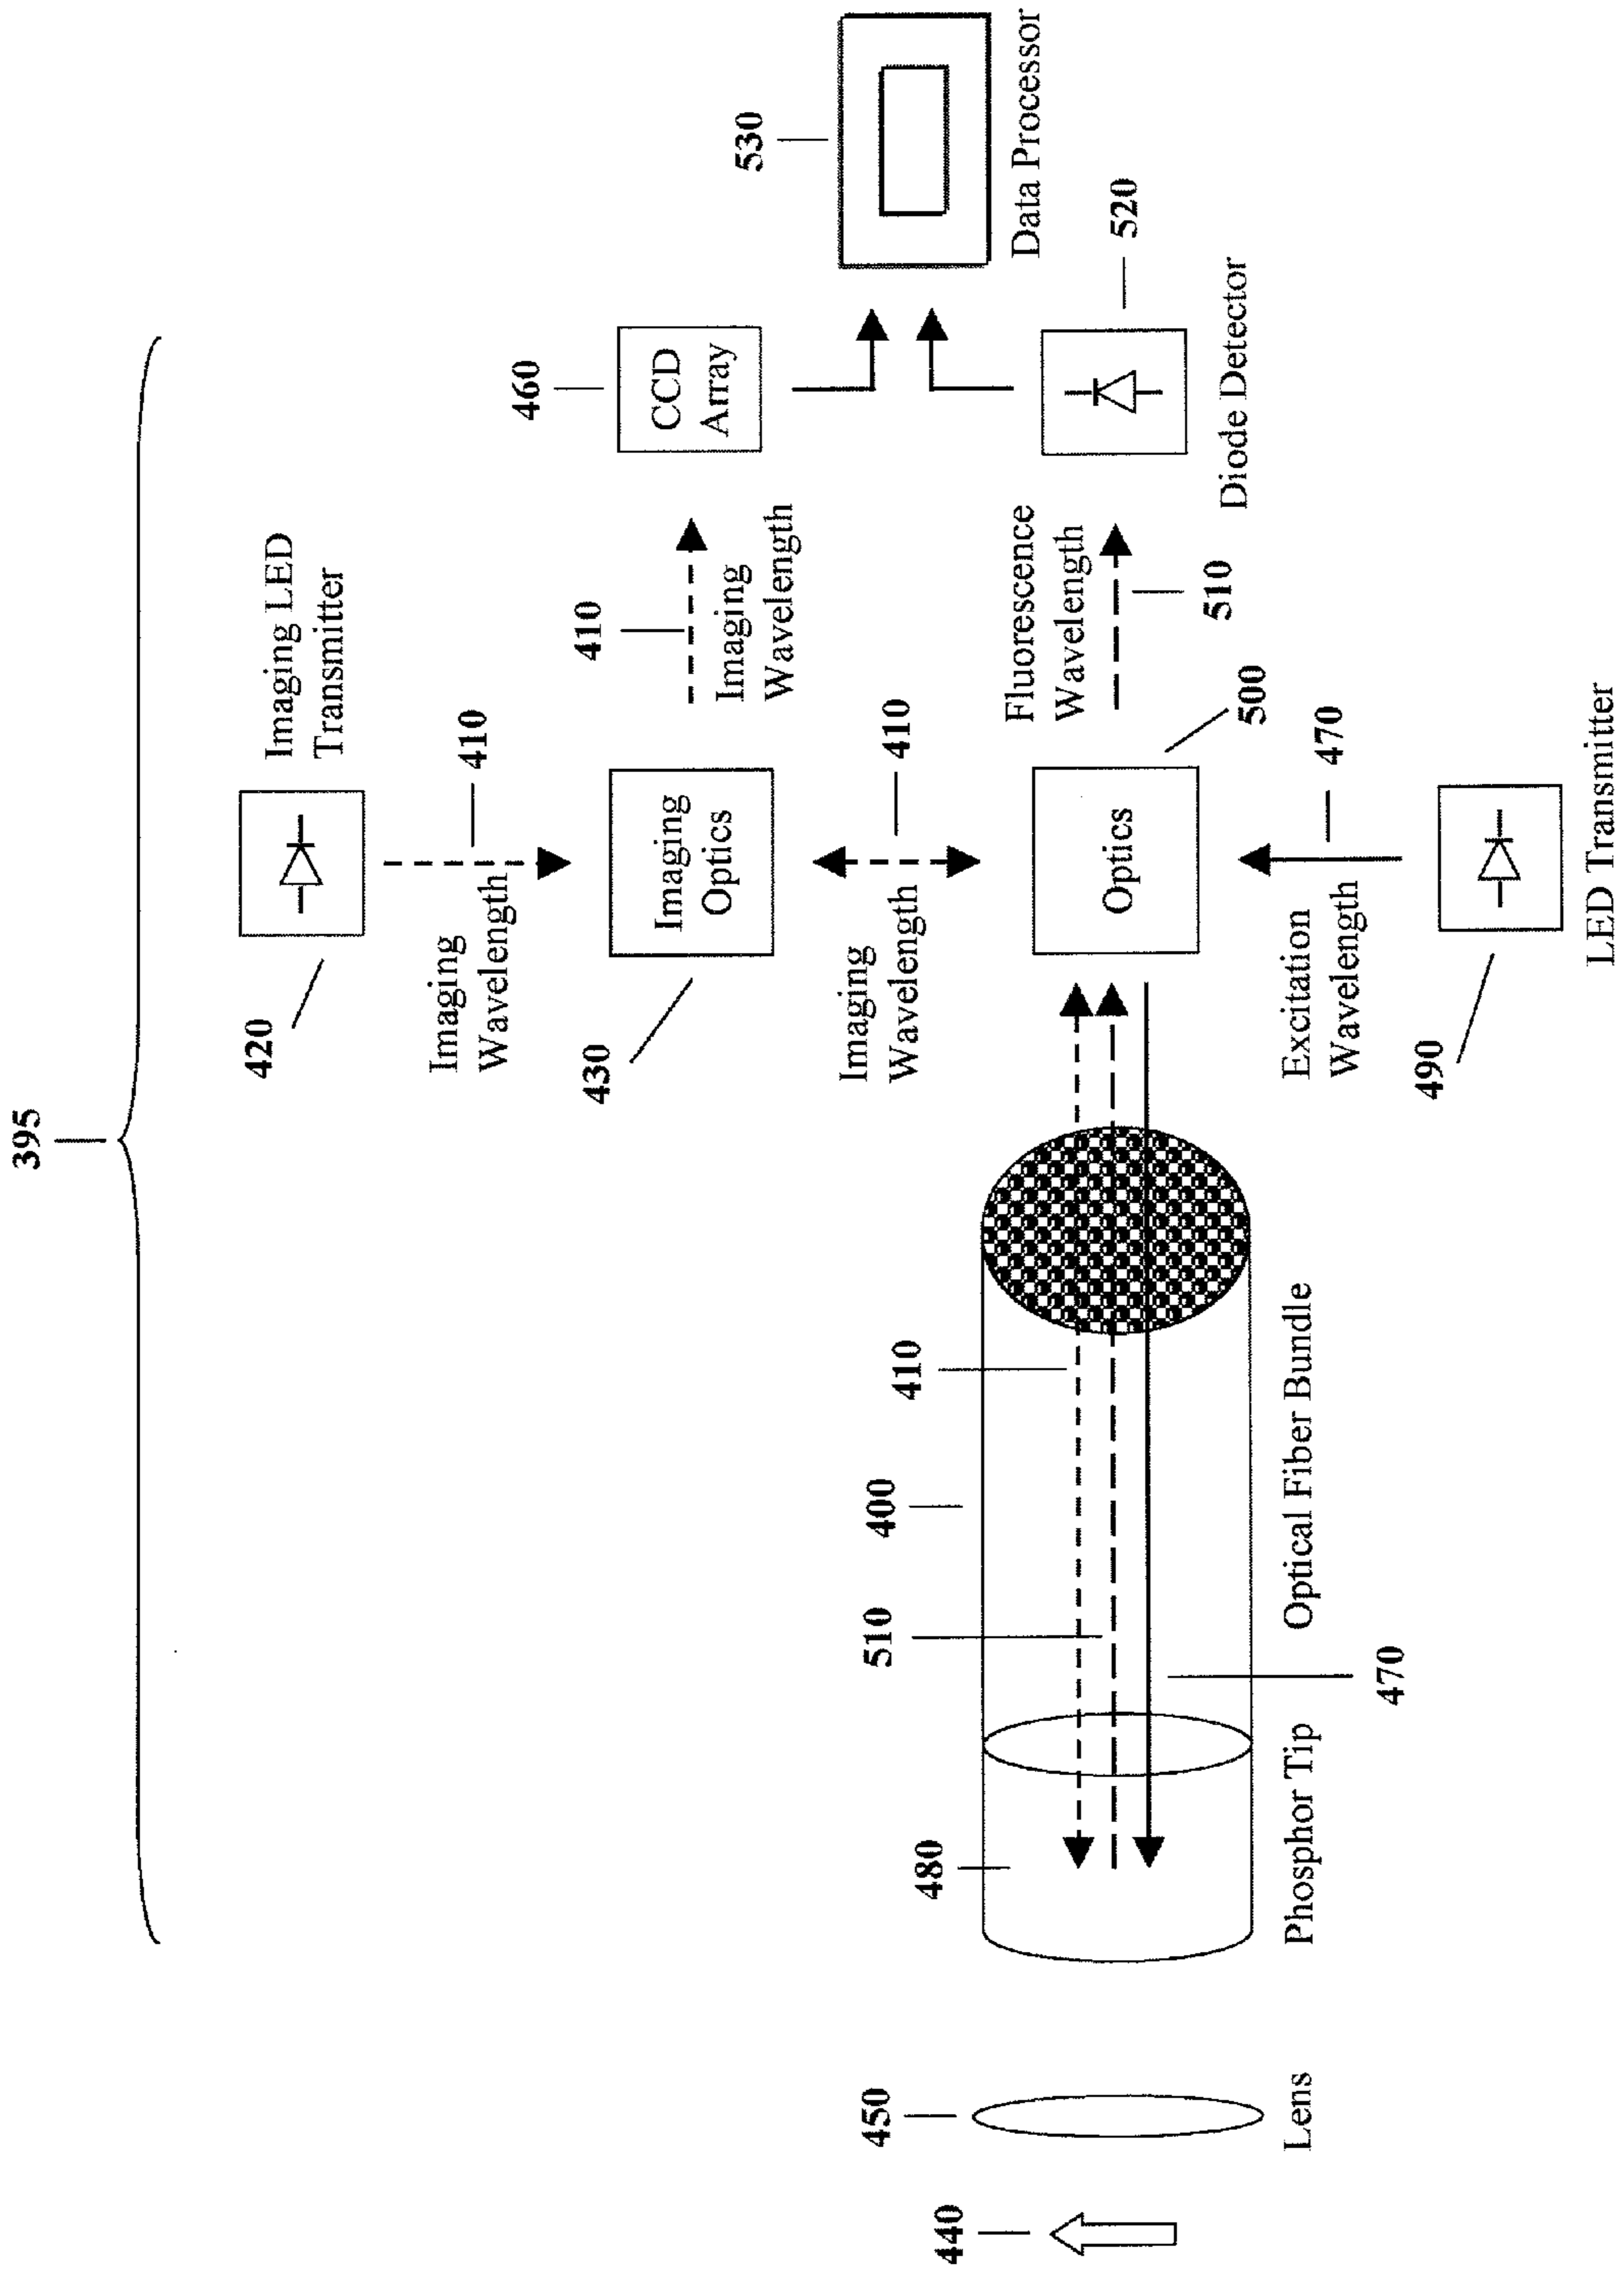 395
Imaging LED
Transmitter
420
Imaging
Wavelength
410
530
Data Processor
460
CCD
Array
410
Imaging
Wavelength
Imaging
Optics
430
Imaging
Wavelength
410
Fluorescence
Wavelength
510
520
Diode Detector
Optics
500
Excitation
Wavelength
470
490
LED Transmitter
440
450
Lens
480
Phosphor Tip
510
400
410
470
Optical Fiber Bundle